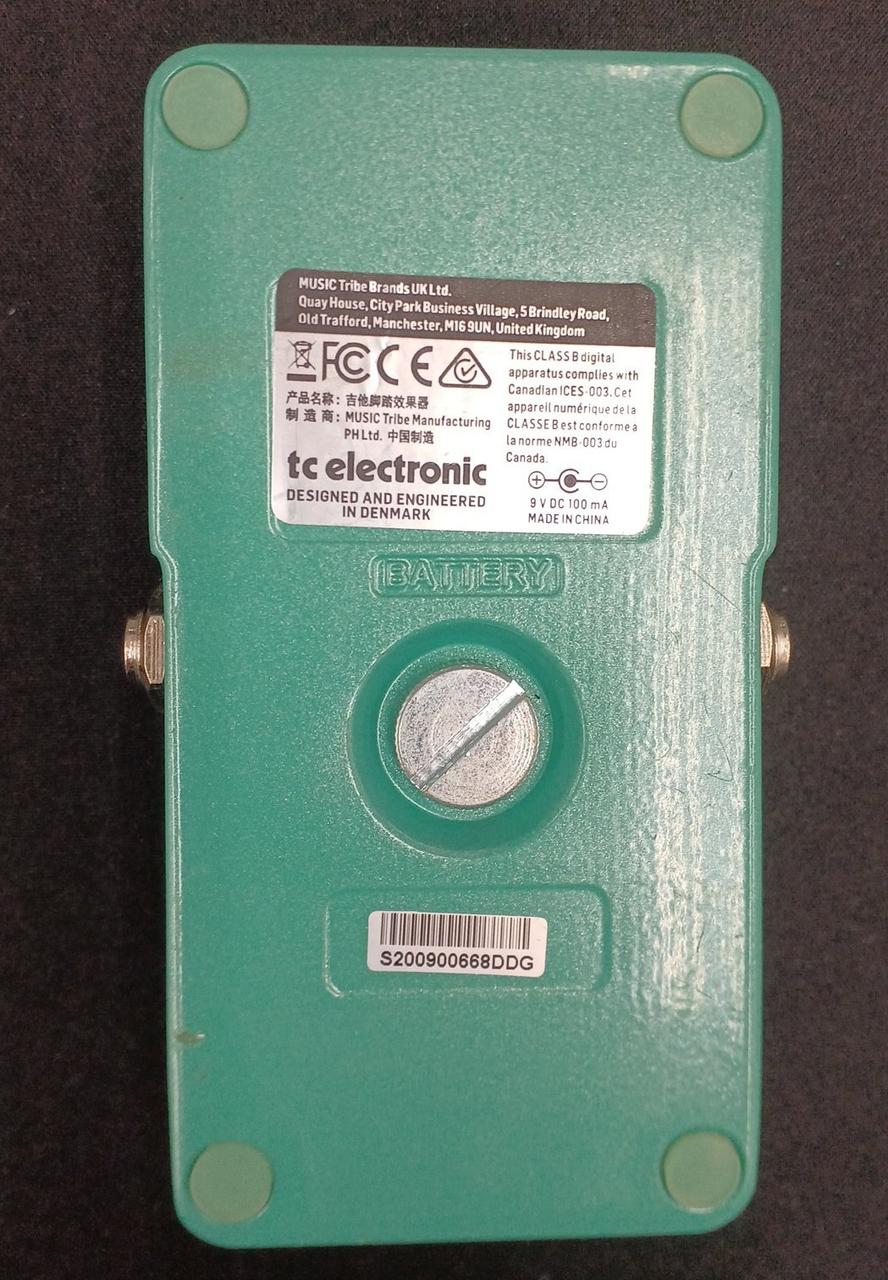 MUSIC Tribe Brands UK Ltd.
Quay House, City Park Business Village, 5 Brindley Road,
Old Trafford, Manchester, M16 9UN, United Kingdom
FC CE
产品名称：吉他脚踏效果器
制 造 商：MUSIC Tribe Manufacturing
PH Ltd. 中国制造
tc electronic
DESIGNED AND ENGINEERED
IN DENMARK
This CLASS B digital
apparatus complies with
Canadian ICES-003. Cet
appareil numérique de la
CLASSE B est conforme a
la norme NMB-003 du
Canada.
9 V DC 100 mA
MADE IN CHINA
BATTERY
S200900668DDG